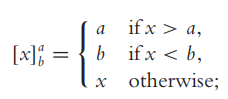 a if x > a,
[x]ᵃ_b = { b if x < b,
x otherwise;